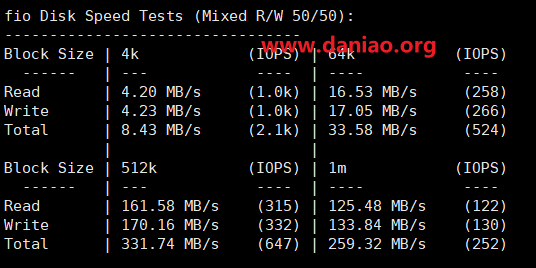 fio Disk Speed Tests (Mixed R/W 50/50):
---------------------------------
www.daniao.org
Block Size | 4k            (IOPS) | 64k           (IOPS)
  ------   | ---            ----  | ----           ----
Read       | 4.20 MB/s     (1.0k) | 16.53 MB/s     (258)
Write      | 4.23 MB/s     (1.0k) | 17.05 MB/s     (266)
Total      | 8.43 MB/s     (2.1k) | 33.58 MB/s     (524)
           |                      |
Block Size | 512k          (IOPS) | 1m            (IOPS)
  ------   | ---            ----  | ----           ----
Read       | 161.58 MB/s    (315) | 125.48 MB/s    (122)
Write      | 170.16 MB/s    (332) | 133.84 MB/s    (130)
Total      | 331.74 MB/s    (647) | 259.32 MB/s    (252)